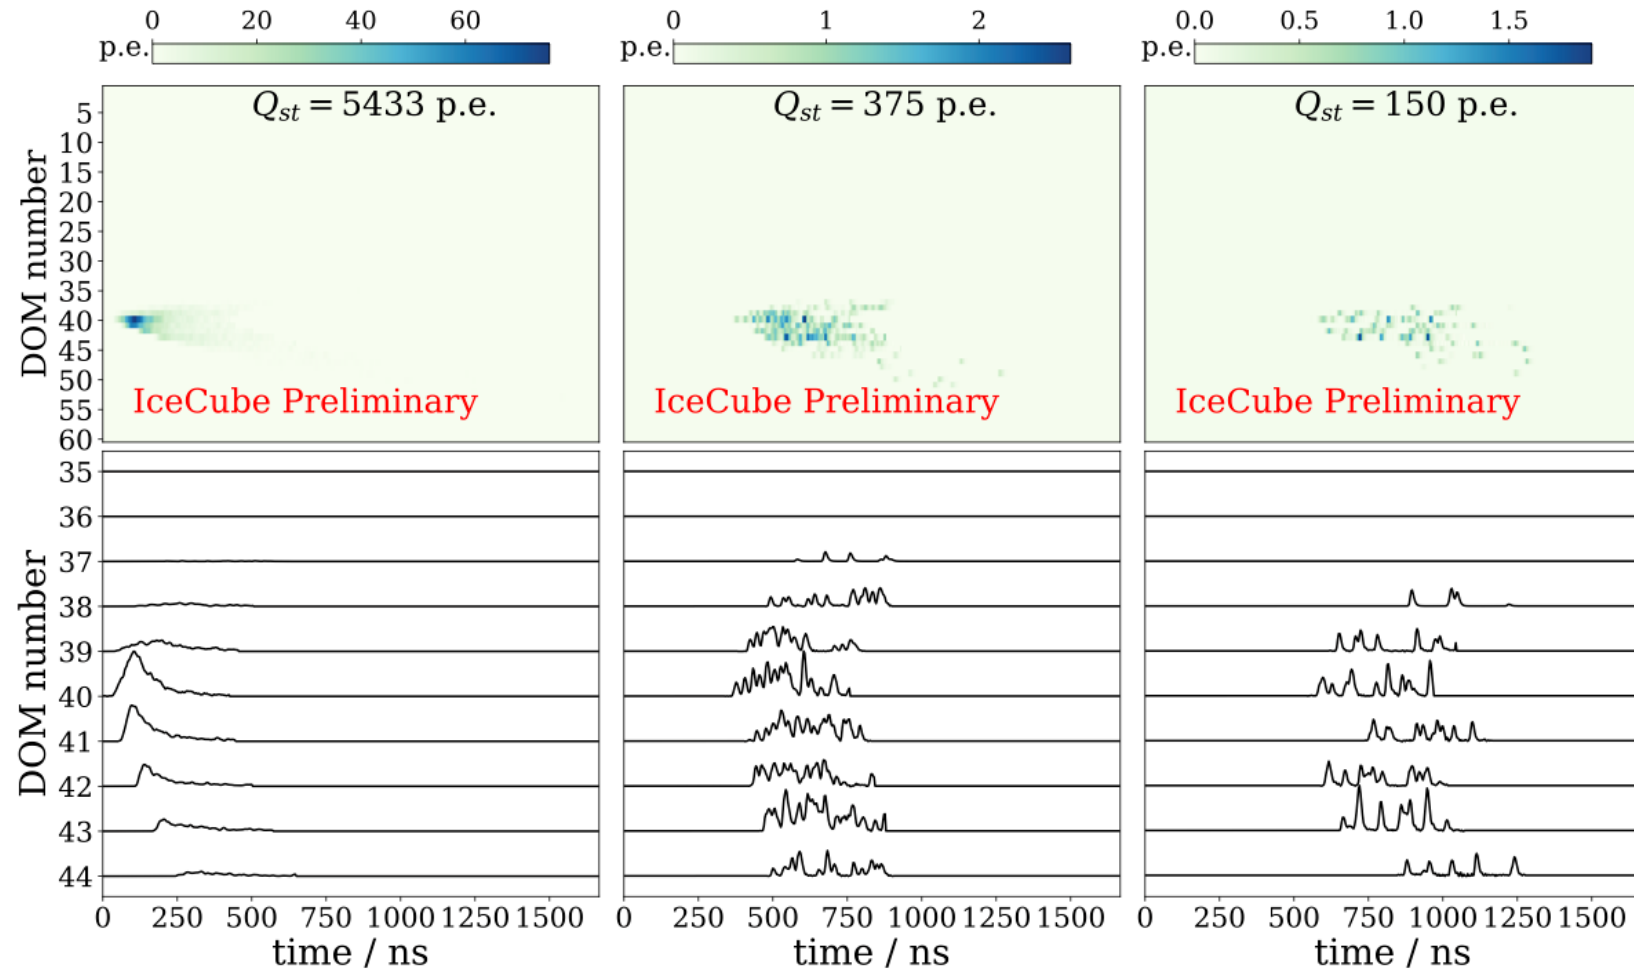 0 20 40 60
p.e.
0 1 2
p.e.
0.0 0.5 1.0 1.5
p.e.
DOM number
5
10
15
20
25
30
35
40
45
50
55
60
Qst = 5433 p.e.
IceCube Preliminary
Qst = 375 p.e.
IceCube Preliminary
Qst = 150 p.e.
IceCube Preliminary
DOM number
35
36
37
38
39
40
41
42
43
44
0 250 500 750 1000 1250 1500
time / ns
0 250 500 750 1000 1250 1500
time / ns
0 250 500 750 1000 1250 1500
time / ns